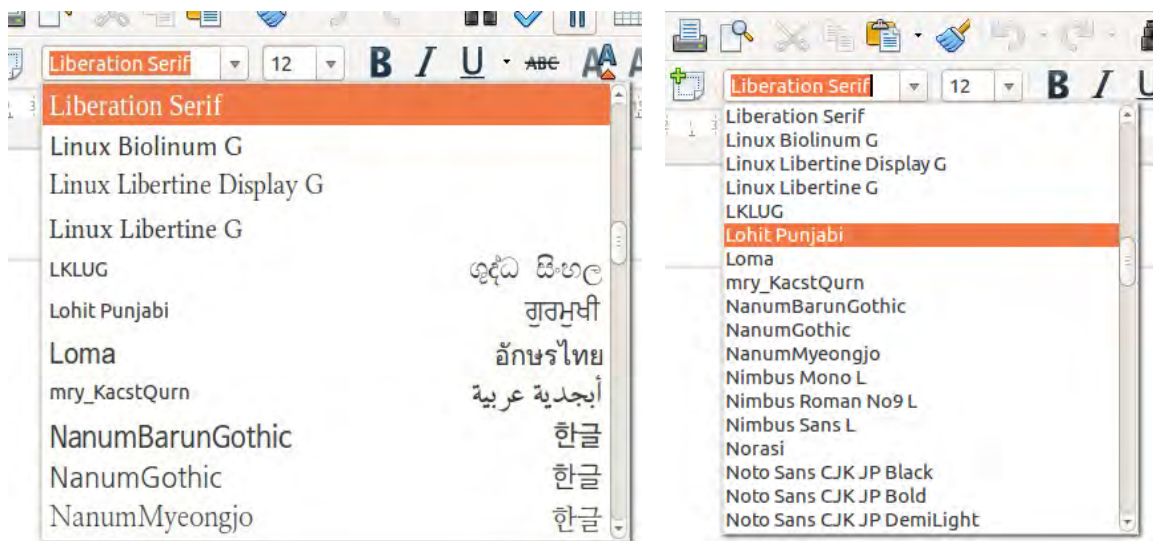 Liberation Serif 12 B I U ABE A
Liberation Serif
Linux Biolinum G
Linux Libertine Display G
Linux Libertine G
LKLUG ශුද්ධ සිංහල
Lohit Punjabi ਗੁਰਮੁਖੀ
Loma อักษรไทย
mry_KacstQurn أبجدية عربية
NanumBarunGothic 한글
NanumGothic 한글
NanumMyeongjo 한글
Liberation Serif 12 B I U
Liberation Serif
Linux Biolinum G
Linux Libertine Display G
Linux Libertine G
LKLUG
Lohit Punjabi
Loma
mry_KacstQurn
NanumBarunGothic
NanumGothic
NanumMyeongjo
Nimbus Mono L
Nimbus Roman No9 L
Nimbus Sans L
Norasi
Noto Sans CJK JP Black
Noto Sans CJK JP Bold
Noto Sans CJK JP DemiLight